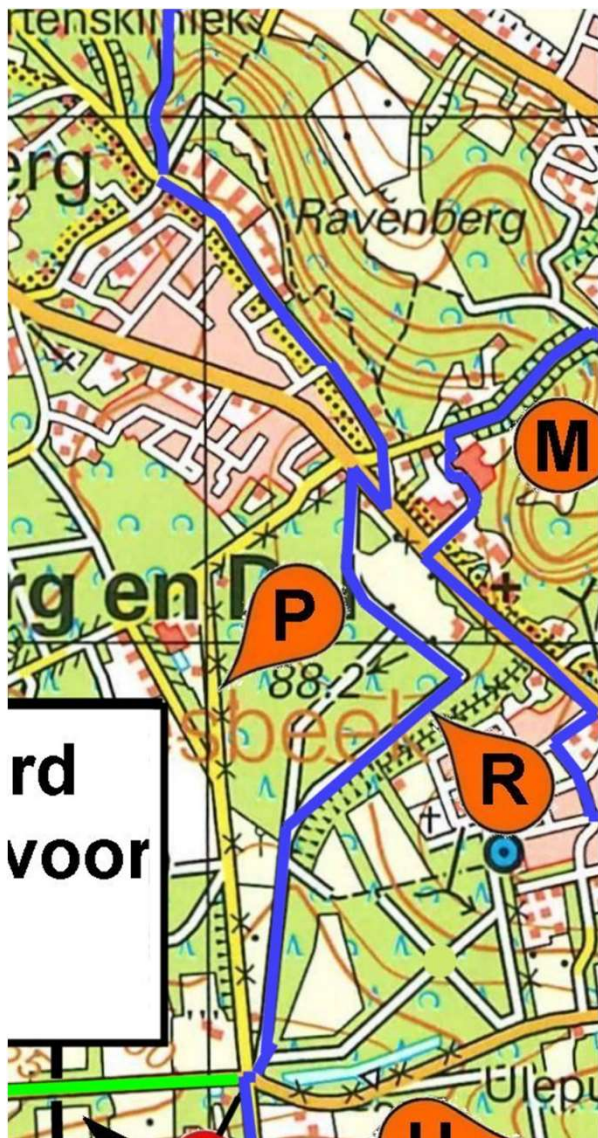 rtenskliniek
erg
Ravenberg
M
rg en D
P
88.2
sbeek
rd
R
voor
Ulepu
H